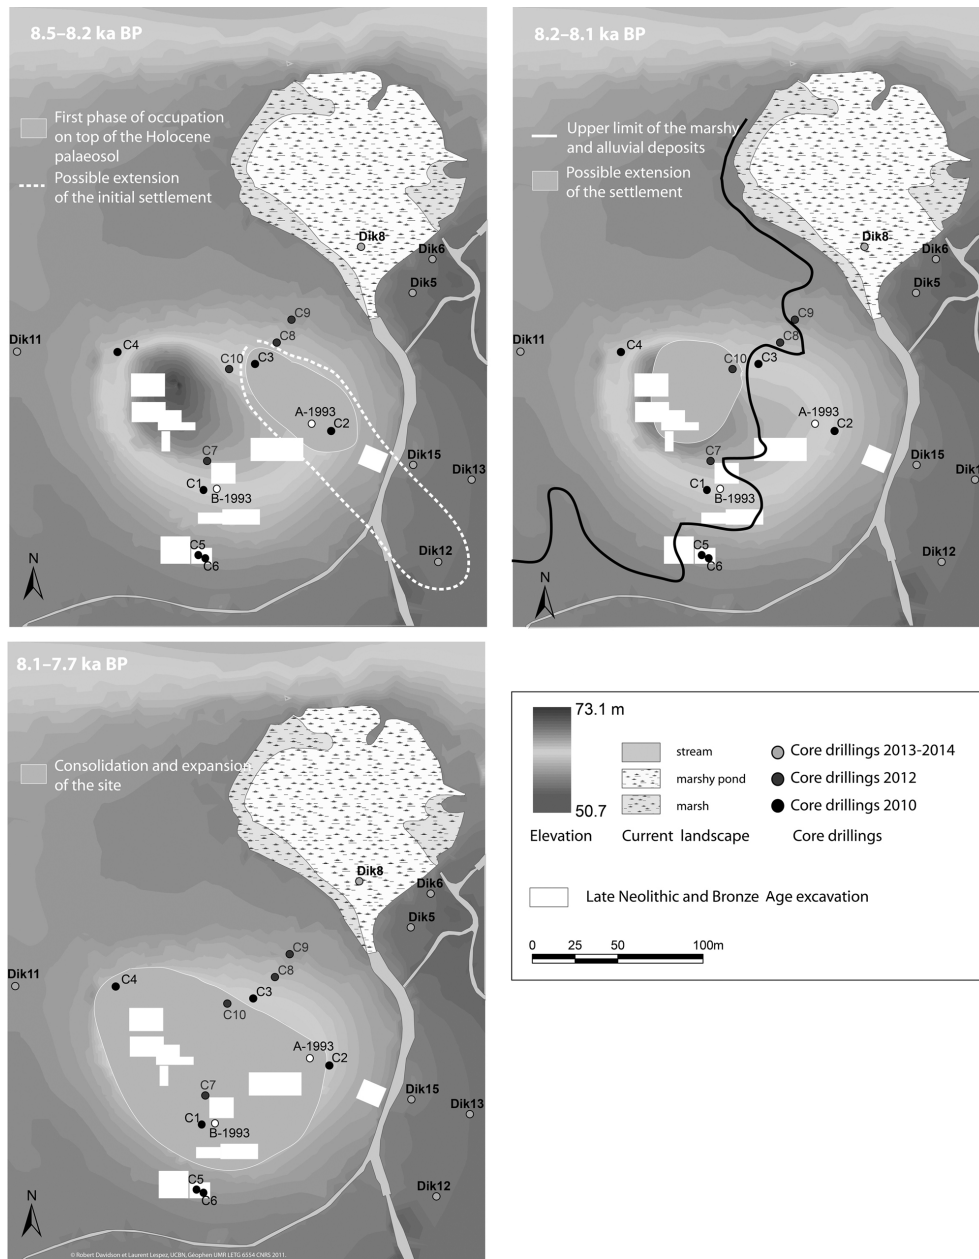 8.5–8.2 ka BP
First phase of occupation
on top of the Holocene
palaeosol
Possible extension
of the initial settlement
Dik8
Dik6
Dik5
C9
C8
Dik11
C4
C10
C3
A-1993
C2
C7
Dik15
Dik13
C1
B-1993
C5
C6
Dik12
N
8.2–8.1 ka BP
Upper limit of the marshy
and alluvial deposits
Possible extension
of the settlement
Dik8
Dik6
Dik5
C9
C8
C4
C10
C3
A-1993
C2
C7
Dik15
Dik1
C1
B-1993
C5
C6
Dik12
N
8.1–7.7 ka BP
Consolidation and expansion
of the site
Dik8
Dik6
Dik5
C9
C8
Dik11
C4
C10
C3
A-1993
C2
C7
Dik15
Dik13
C1
B-1993
C5
C6
Dik12
N
© Robert Davidson et Laurent Lespez, UCBN, Géophen UMR LETG 6554 CNRS 2011.
73.1 m
50.7
Elevation
stream
marshy pond
marsh
Current landscape
Core drillings 2013-2014
Core drillings 2012
Core drillings 2010
Core drillings
Late Neolithic and Bronze Age excavation
0 25 50 100m